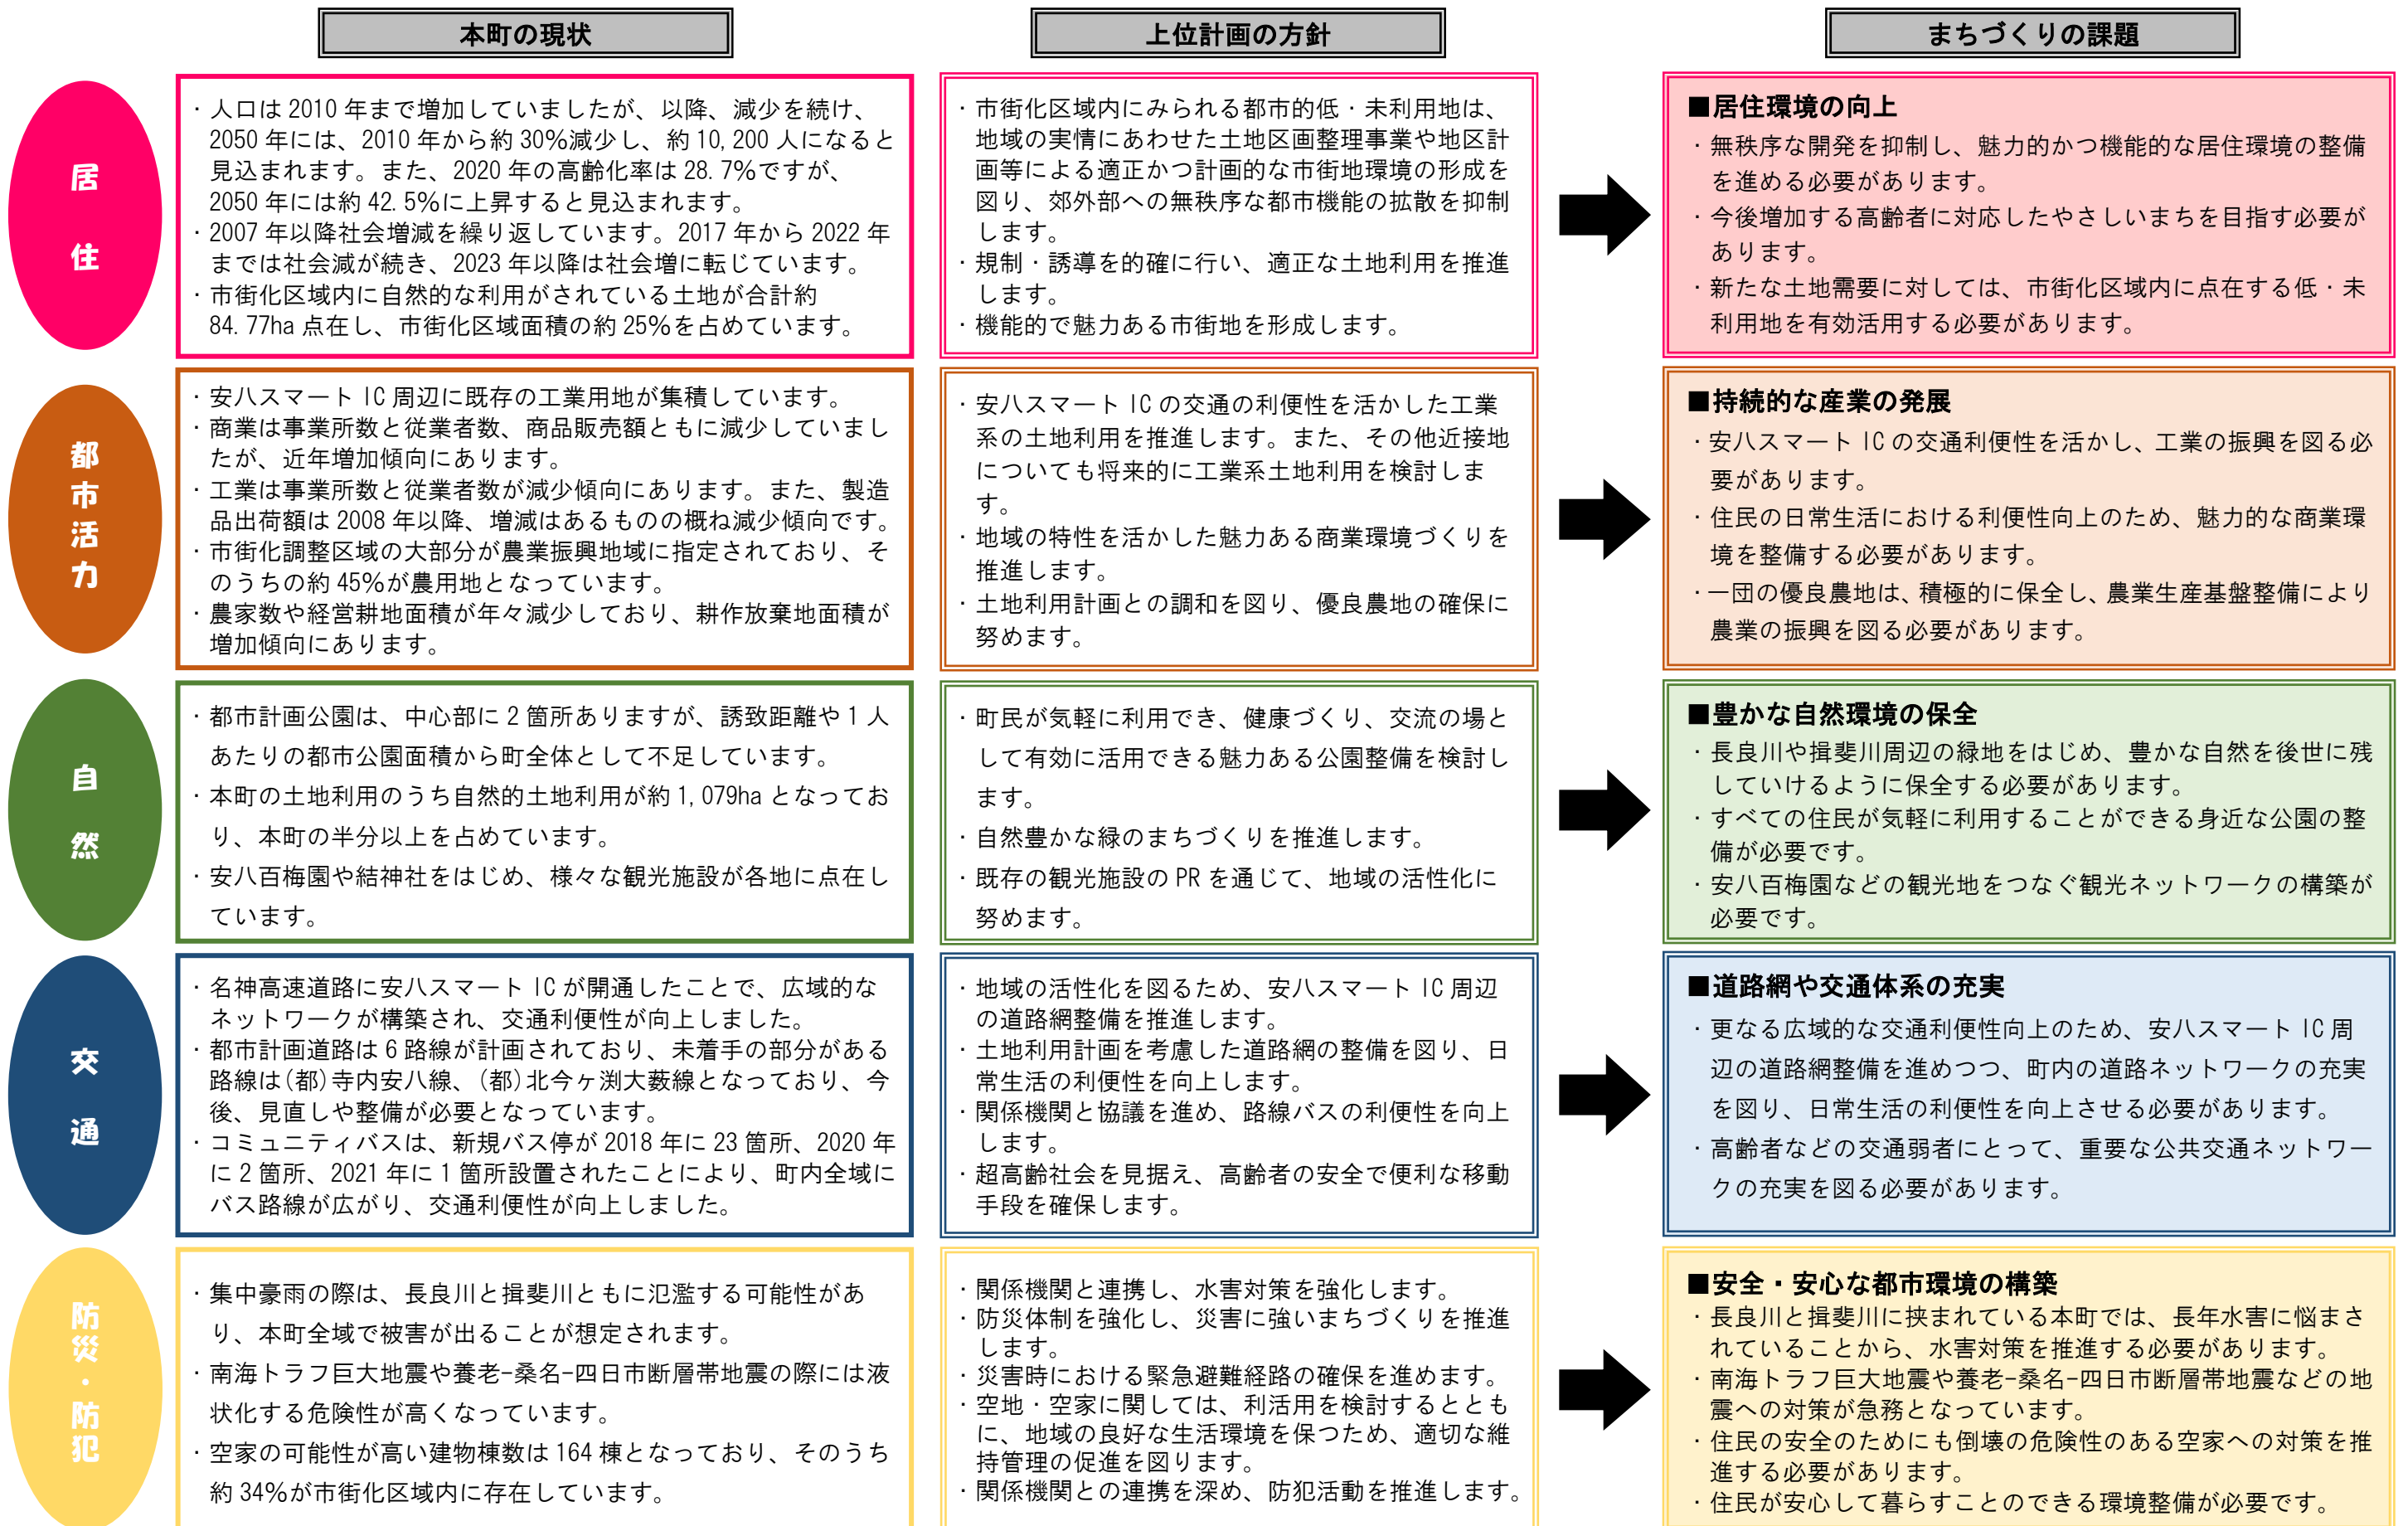 本町の現状
上位計画の方針
まちづくりの課題
居住
・人口は2010年まで増加していましたが、以降、減少を続け、
2050年には、2010年から約30%減少し、約10,200人になると
見込まれます。また、2020年の高齢化率は28.7%ですが、
2050年には約42.5%に上昇すると見込まれます。
・2007年以降社会増減を繰り返しています。2017年から2022年
までは社会減が続き、2023年以降は社会増に転じています。
・市街化区域内に自然的な利用がされている土地が合計約
84.77ha点在し、市街化区域面積の約25%を占めています。
・市街化区域内にみられる都市的低・未利用地は、
地域の実情にあわせた土地区画整理事業や地区計
画等による適正かつ計画的な市街地環境の形成を
図り、郊外部への無秩序な都市機能の拡散を抑制
します。
・規制・誘導を的確に行い、適正な土地利用を推進
します。
・機能的で魅力ある市街地を形成します。
■居住環境の向上
・無秩序な開発を抑制し、魅力的かつ機能的な居住環境の整備
を進める必要があります。
・今後増加する高齢者に対応したやさしいまちを目指す必要が
あります。
・新たな土地需要に対しては、市街化区域内に点在する低・未
利用地を有効活用する必要があります。
都市活力
・安八スマートIC周辺に既存の工業用地が集積しています。
・商業は事業所数と従業者数、商品販売額ともに減少していまし
たが、近年増加傾向にあります。
・工業は事業所数と従業者数が減少傾向にあります。また、製造
品出荷額は2008年以降、増減はあるものの概ね減少傾向です。
・市街化調整区域の大部分が農業振興地域に指定されており、そ
のうちの約45%が農用地となっています。
・農家数や経営耕地面積が年々減少しており、耕作放棄地面積が
増加傾向にあります。
・安八スマートICの交通の利便性を活かした工業
系の土地利用を推進します。また、その他近接地
についても将来的に工業系土地利用を検討しま
す。
・地域の特性を活かした魅力ある商業環境づくりを
推進します。
・土地利用計画との調和を図り、優良農地の確保に
努めます。
■持続的な産業の発展
・安八スマートICの交通利便性を活かし、工業の振興を図る必
要があります。
・住民の日常生活における利便性向上のため、魅力的な商業環
境を整備する必要があります。
・一団の優良農地は、積極的に保全し、農業生産基盤整備により
農業の振興を図る必要があります。
自然
・都市計画公園は、中心部に2箇所ありますが、誘致距離や1人
あたりの都市公園面積から町全体として不足しています。
・本町の土地利用のうち自然的土地利用が約1,079haとなってお
り、本町の半分以上を占めています。
・安八百梅園や結神社をはじめ、様々な観光施設が各地に点在し
ています。
・町民が気軽に利用でき、健康づくり、交流の場と
して有効に活用できる魅力ある公園整備を検討し
ます。
・自然豊かな緑のまちづくりを推進します。
・既存の観光施設のPRを通じて、地域の活性化に
努めます。
■豊かな自然環境の保全
・長良川や揖斐川周辺の緑地をはじめ、豊かな自然を後世に残
していけるように保全する必要があります。
・すべての住民が気軽に利用することができる身近な公園の整
備が必要です。
・安八百梅園などの観光地をつなぐ観光ネットワークの構築が
必要です。
交通
・名神高速道路に安八スマートICが開通したことで、広域的な
ネットワークが構築され、交通利便性が向上しました。
・都市計画道路は6路線が計画されており、未着手の部分がある
路線は(都)寺内安八線、(都)北今ヶ渕大薮線となっており、今
後、見直しや整備が必要となっています。
・コミュニティバスは、新規バス停が2018年に23箇所、2020年
に2箇所、2021年に1箇所設置されたことにより、町内全域に
バス路線が広がり、交通利便性が向上しました。
・地域の活性化を図るため、安八スマートIC周辺
の道路網整備を推進します。
・土地利用計画を考慮した道路網の整備を図り、日
常生活の利便性を向上します。
・関係機関と協議を進め、路線バスの利便性を向上
します。
・超高齢社会を見据え、高齢者の安全で便利な移動
手段を確保します。
■道路網や交通体系の充実
・更なる広域的な交通利便性向上のため、安八スマートIC周
辺の道路網整備を進めつつ、町内の道路ネットワークの充実
を図り、日常生活の利便性を向上させる必要があります。
・高齢者などの交通弱者にとって、重要な公共交通ネットワー
クの充実を図る必要があります。
防災・防犯
・集中豪雨の際は、長良川と揖斐川ともに氾濫する可能性があ
り、本町全域で被害が出ることが想定されます。
・南海トラフ巨大地震や養老-桑名-四日市断層帯地震の際には液
状化する危険性が高くなっています。
・空家の可能性が高い建物棟数は164棟となっており、そのうち
約34%が市街化区域内に存在しています。
・関係機関と連携し、水害対策を強化します。
・防災体制を強化し、災害に強いまちづくりを推進
します。
・災害時における緊急避難経路の確保を進めます。
・空地・空家に関しては、利活用を検討するととも
に、地域の良好な生活環境を保つため、適切な維
持管理の促進を図ります。
・関係機関との連携を深め、防犯活動を推進します。
■安全・安心な都市環境の構築
・長良川と揖斐川に挟まれている本町では、長年水害に悩まさ
れていることから、水害対策を推進する必要があります。
・南海トラフ巨大地震や養老-桑名-四日市断層帯地震などの地
震への対策が急務となっています。
・住民の安全のためにも倒壊の危険性のある空家への対策を推
進する必要があります。
・住民が安心して暮らすことのできる環境整備が必要です。